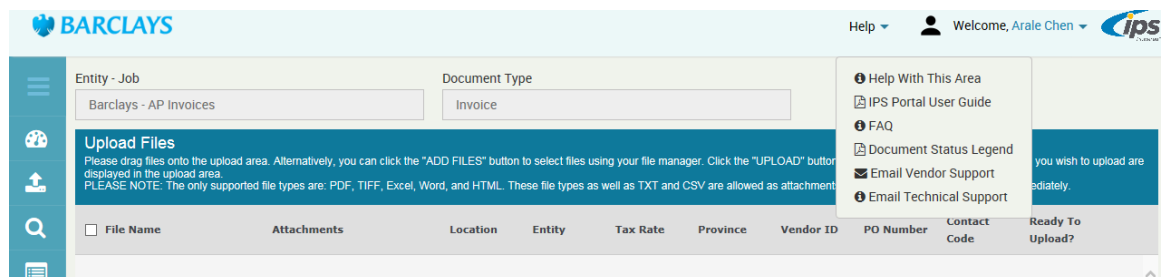 BARCLAYS
Help
Welcome, Arale Chen
ips
Entity - Job
Document Type
Barclays - AP Invoices
Invoice
Help With This Area
IPS Portal User Guide
FAQ
Document Status Legend
Email Vendor Support
Email Technical Support
Upload Files
Please drag files onto the upload area. Alternatively, you can click the "ADD FILES" button to select files using your file manager. Click the "UPLOAD" button you wish to upload are
displayed in the upload area.
PLEASE NOTE: The only supported file types are: PDF, TIFF, Excel, Word, and HTML. These file types as well as TXT and CSV are allowed as attachment
File Name Attachments Location Entity Tax Rate Province Vendor ID PO Number Contact Code Ready To Upload?